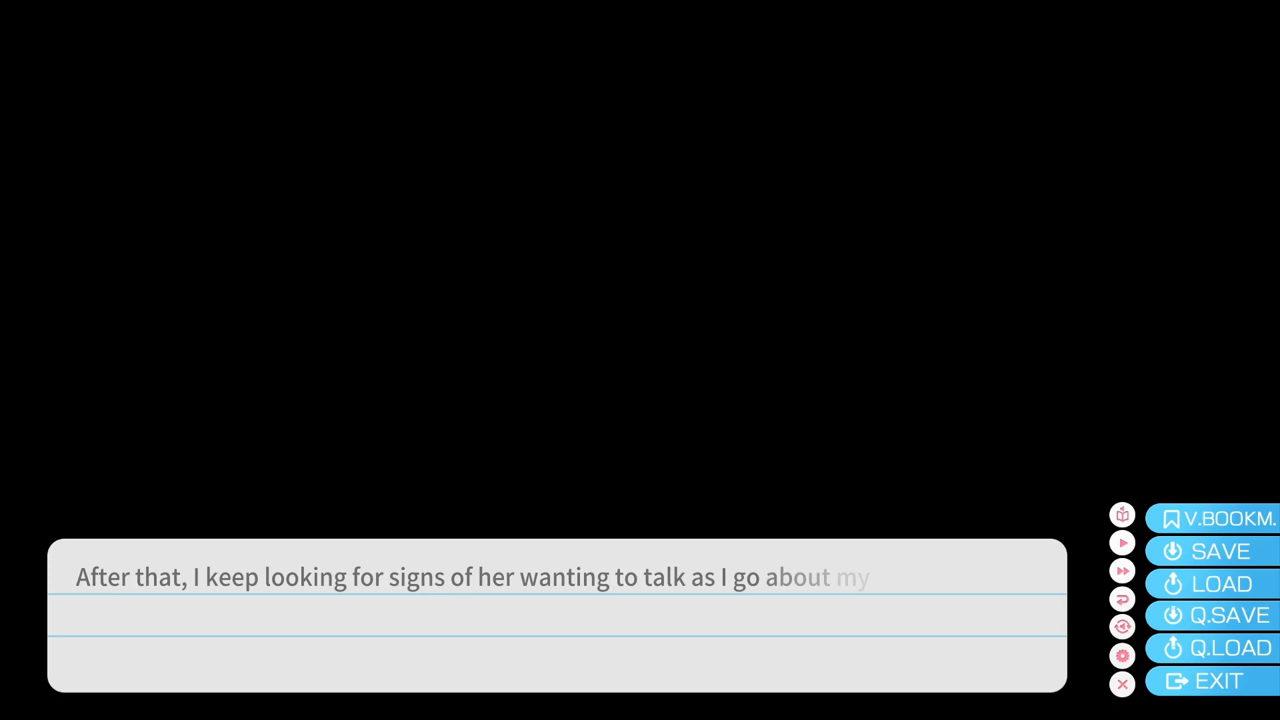 After that, I keep looking for signs of her wanting to talk as I go about my
V.BOOKM.
SAVE
LOAD
Q.SAVE
Q.LOAD
EXIT